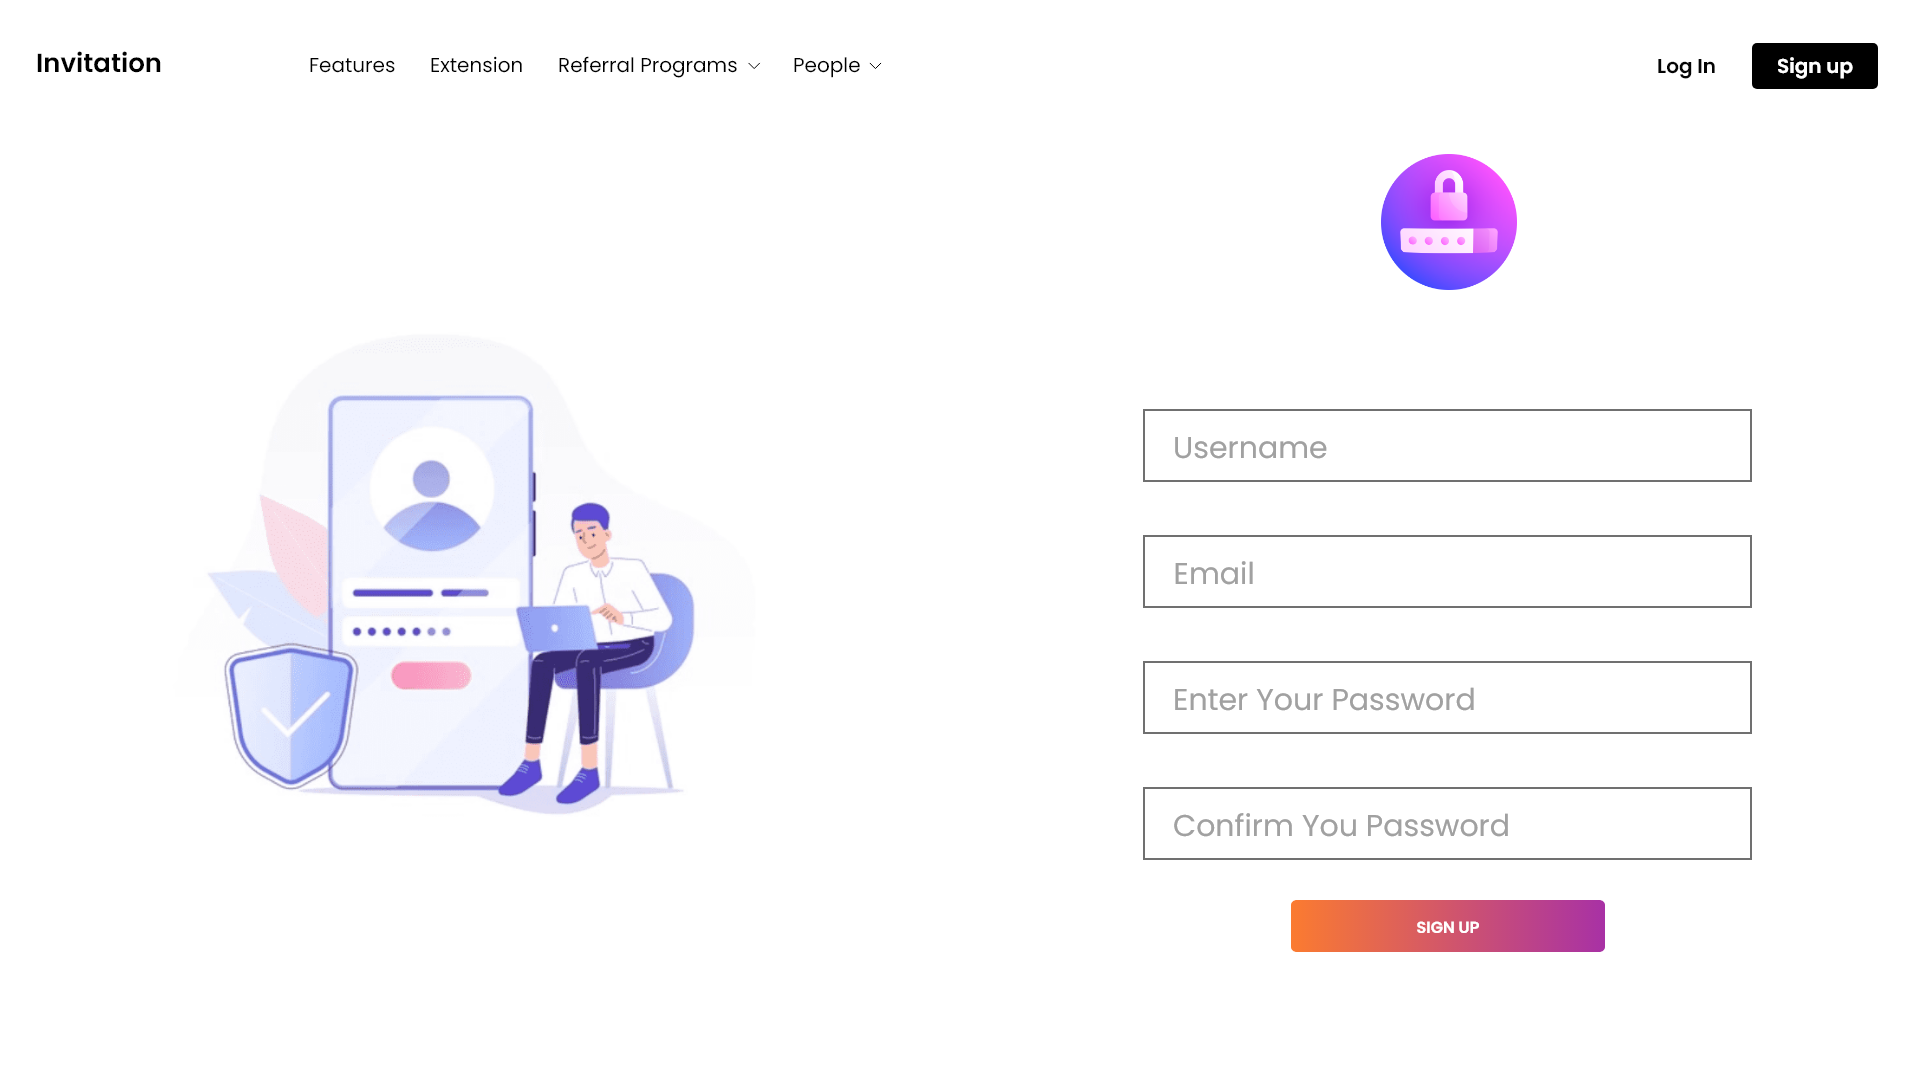 Invitation Features Extension Referral Programs People Log In Sign up
Username
Email
Enter Your Password
Confirm You Password
SIGN UP